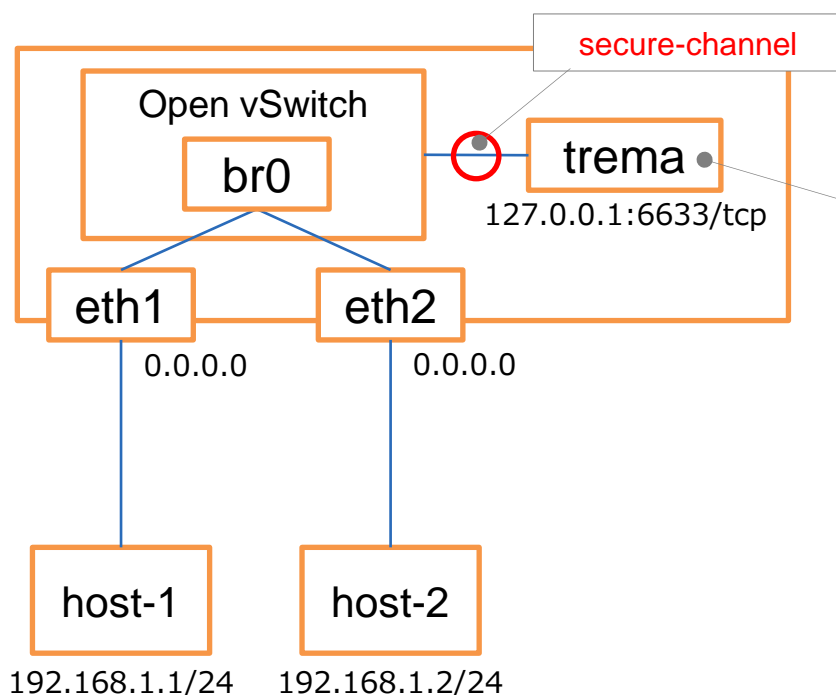 secure-channel
Open vSwitch
br0
trema
127.0.0.1:6633/tcp
eth1
eth2
0.0.0.0
0.0.0.0
host-1
host-2
192.168.1.1/24
192.168.1.2/24